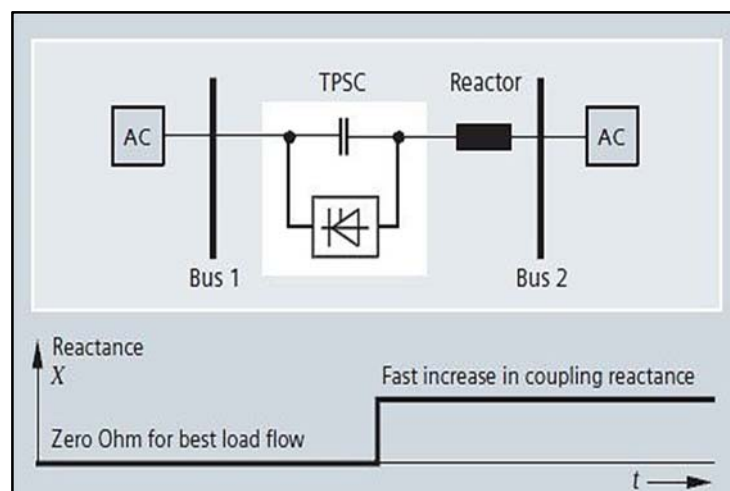 TPSC
Reactor
AC
AC
Bus 1
Bus 2
Reactance
X
Fast increase in coupling reactance
Zero Ohm for best load flow
t